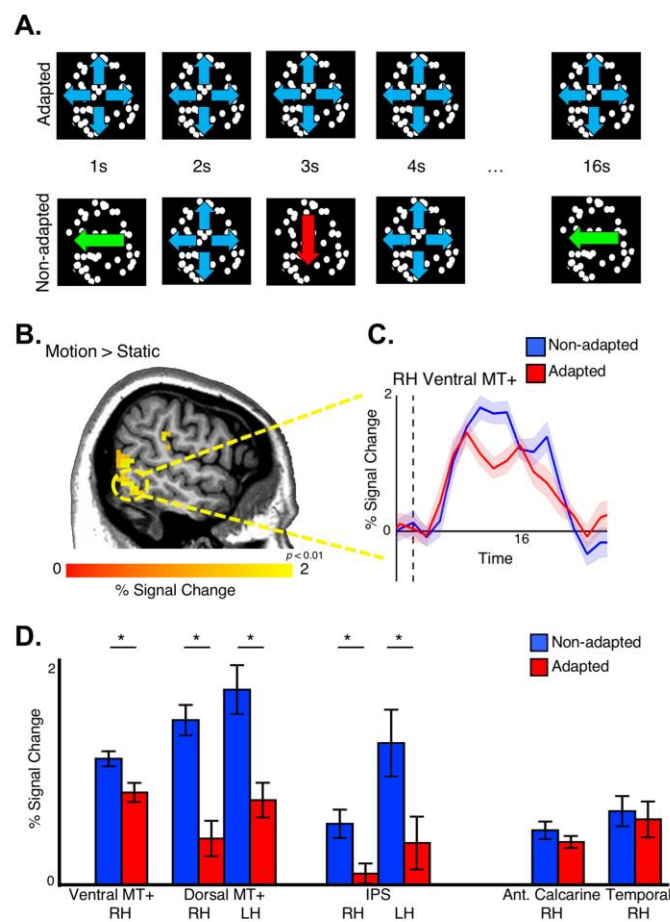 A.
Adapted
1s 2s 3s 4s ... 16s
Non-adapted
B.
Motion > Static
p < 0.01
0 2
% Signal Change
C.
Non-adapted
Adapted
RH Ventral MT+
2
% Signal Change
0
16
Time
D.
Non-adapted
Adapted
* * * * *
2
% Signal Change
0
Ventral MT+ Dorsal MT+ IPS Ant. Calcarine Temporal
RH RH LH RH LH RH RH